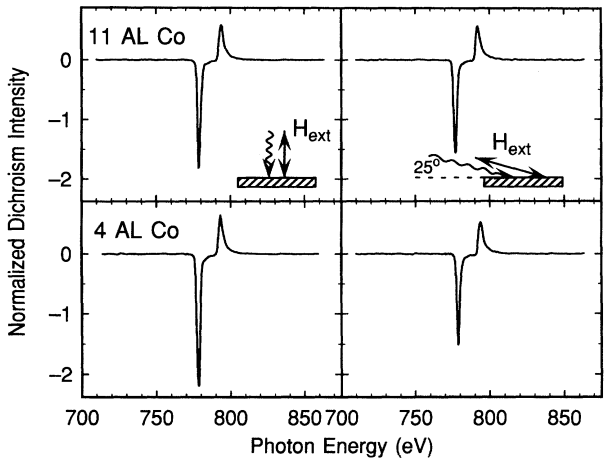 11 AL Co
0
−1
−2
H ext
25°
H ext
4 AL Co
0
−1
−2
700 750 800 850 700 750 800 850
Normalized Dichroism Intensity
Photon Energy (eV)